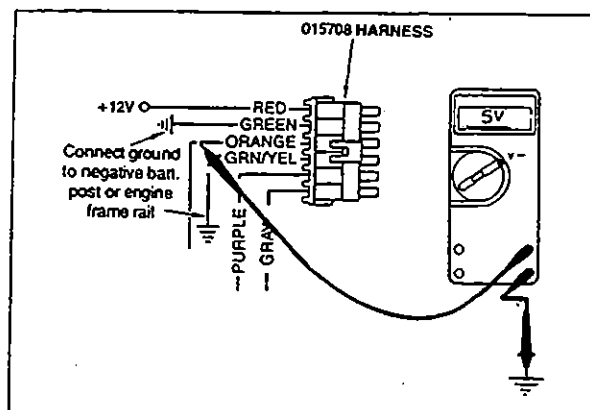 015708 HARNESS
+12V
RED
GREEN
ORANGE
GRN/YEL
Connect ground
to negative batt.
post or engine
frame rail
PURPLE
GRAY
5V
V-